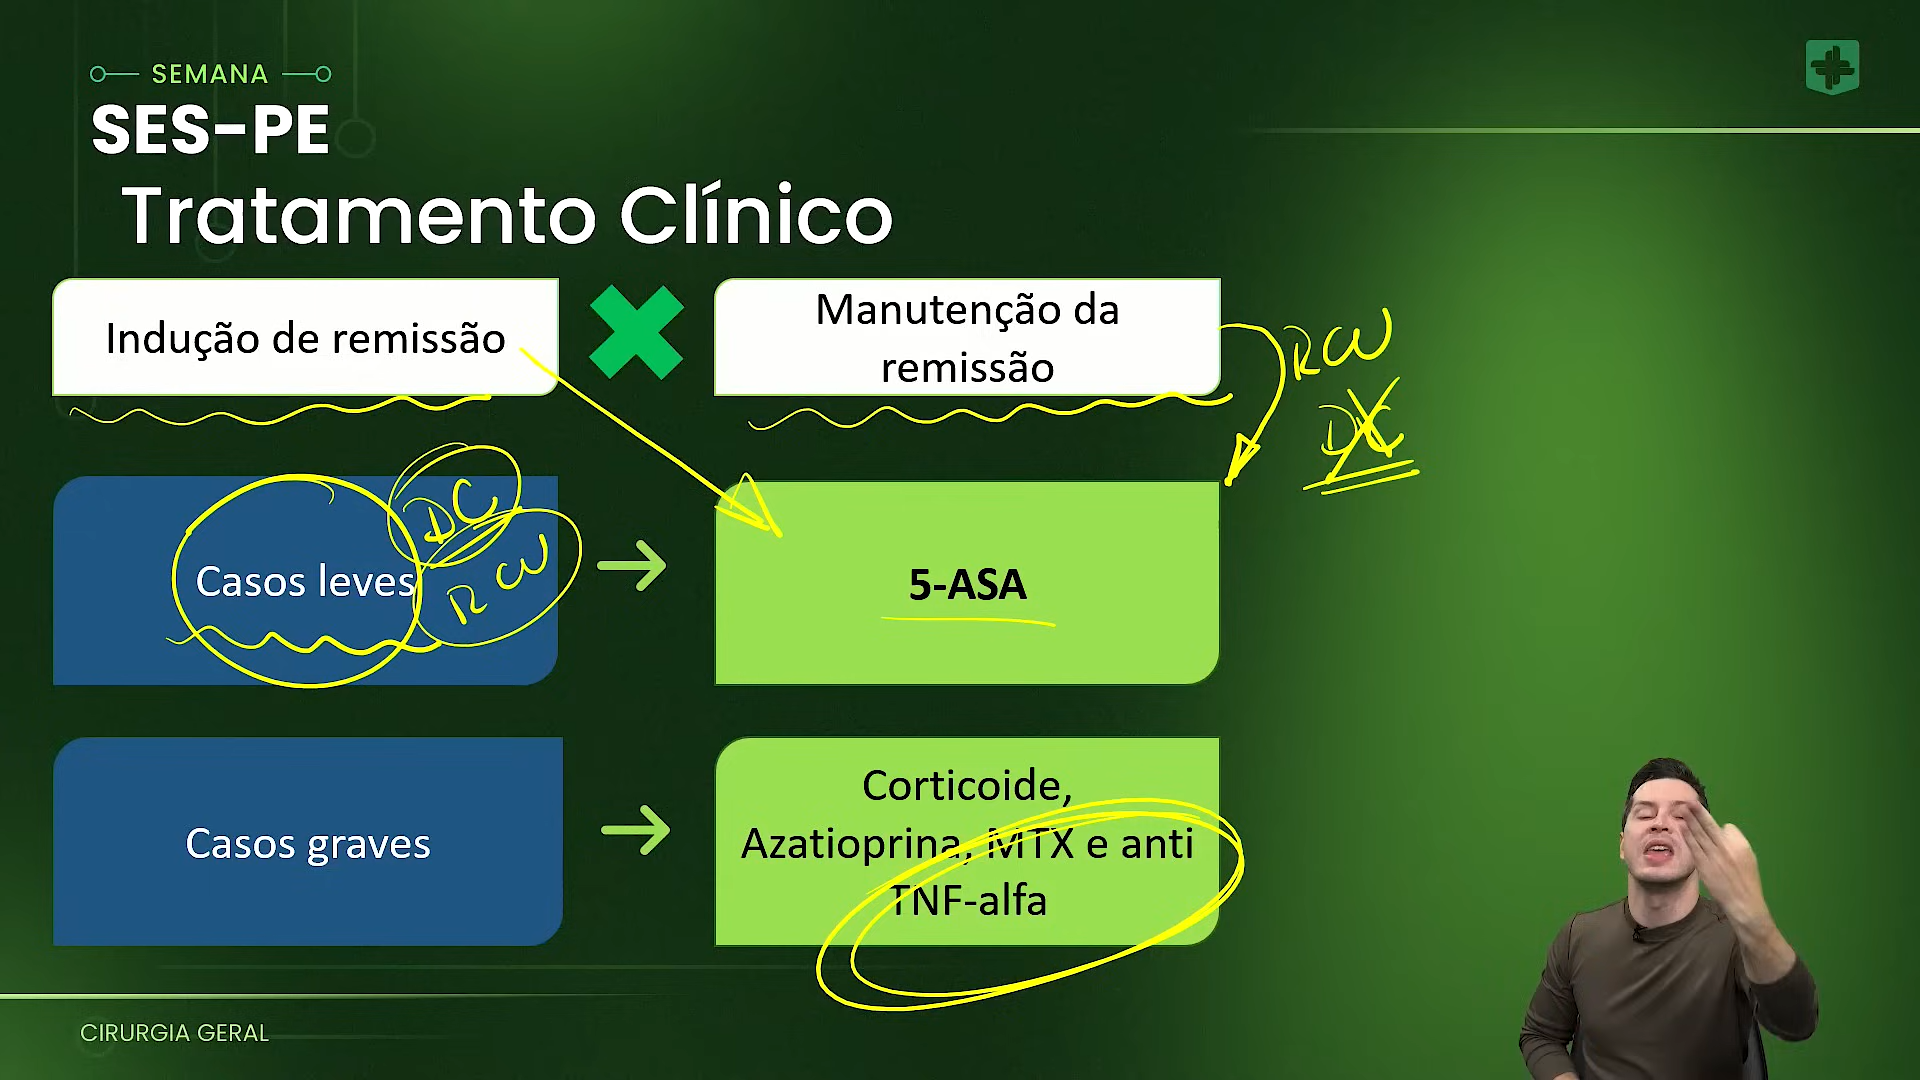 SEMANA
SES-PE
Tratamento Clínico
Indução de remissão
Manutenção da
remissão
RCU
DC
Casos leves
DC
RCU
5-ASA
Casos graves
Corticoide,
Azatioprina, MTX e anti
TNF-alfa
CIRURGIA GERAL